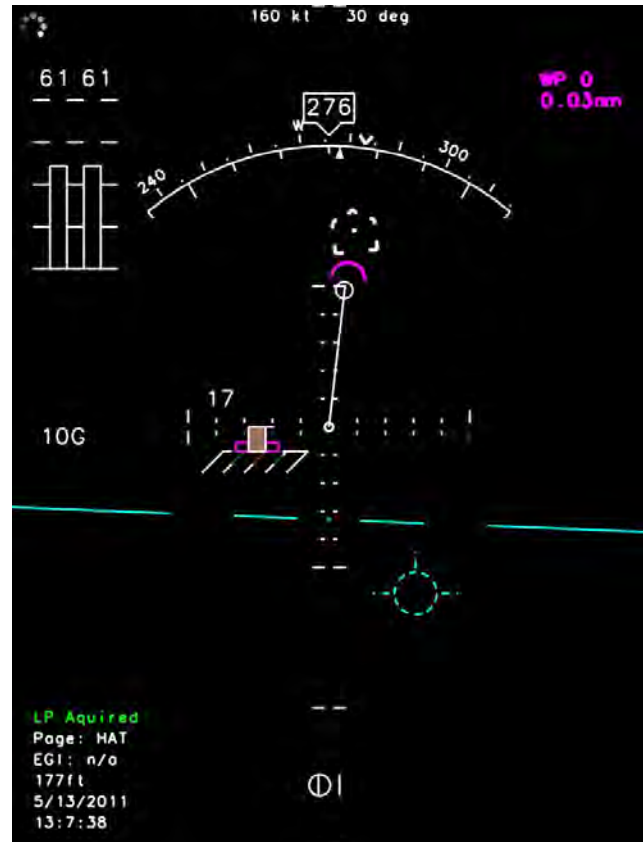 160 kt 30 deg
61 61
WP 0
0.03nm
276
W
240
300
17
10G
LP Aquired
Page: HAT
EGI: n/a
177ft
5/13/2011
13:7:38